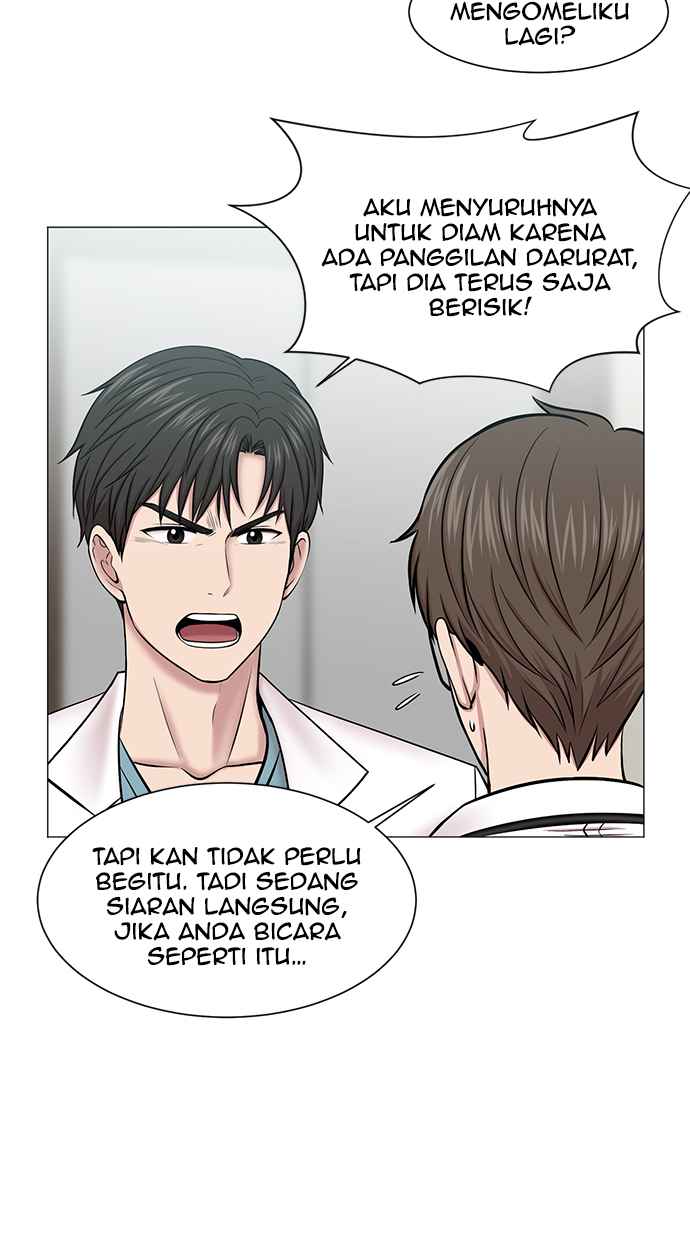 MENGOMELIKU
LAGI?
AKU MENYURUHNYA
UNTUK DIAM KARENA
ADA PANGGILAN DARURAT,
TAPI DIA TERUS SAJA
BERISIK!
TAPI KAN TIDAK PERLU
BEGITU. TADI SEDANG
SIARAN LANGSUNG,
JIKA ANDA BICARA
SEPERTI ITU...